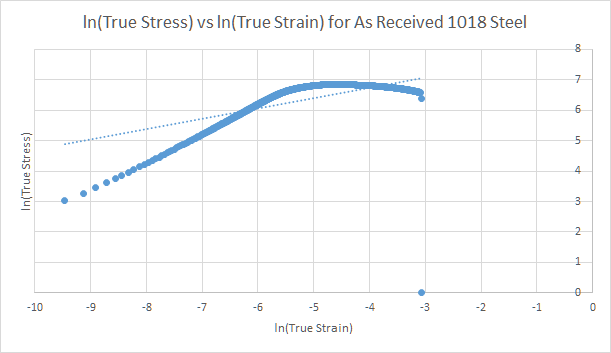 ln(True Stress) vs ln(True Strain) for As Received 1018 Steel
8
7
6
5
4
3
2
1
0
ln(True Stress)
-10 -9 -8 -7 -6 -5 -4 -3 -2 -1 0
ln(True Strain)